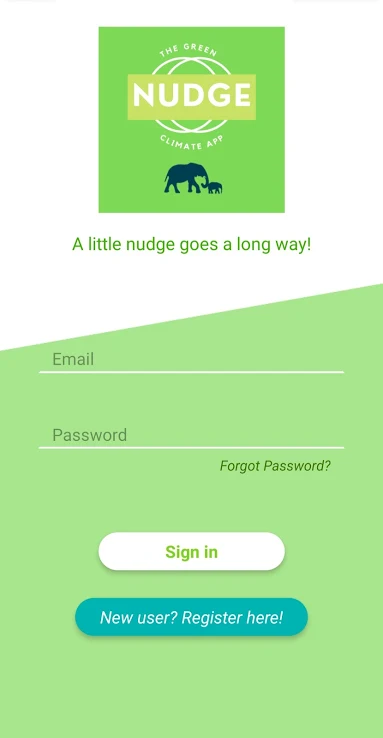 THE GREEN
NUDGE
CLIMATE APP
A little nudge goes a long way!
Email
Password
Forgot Password?
Sign in
New user? Register here!